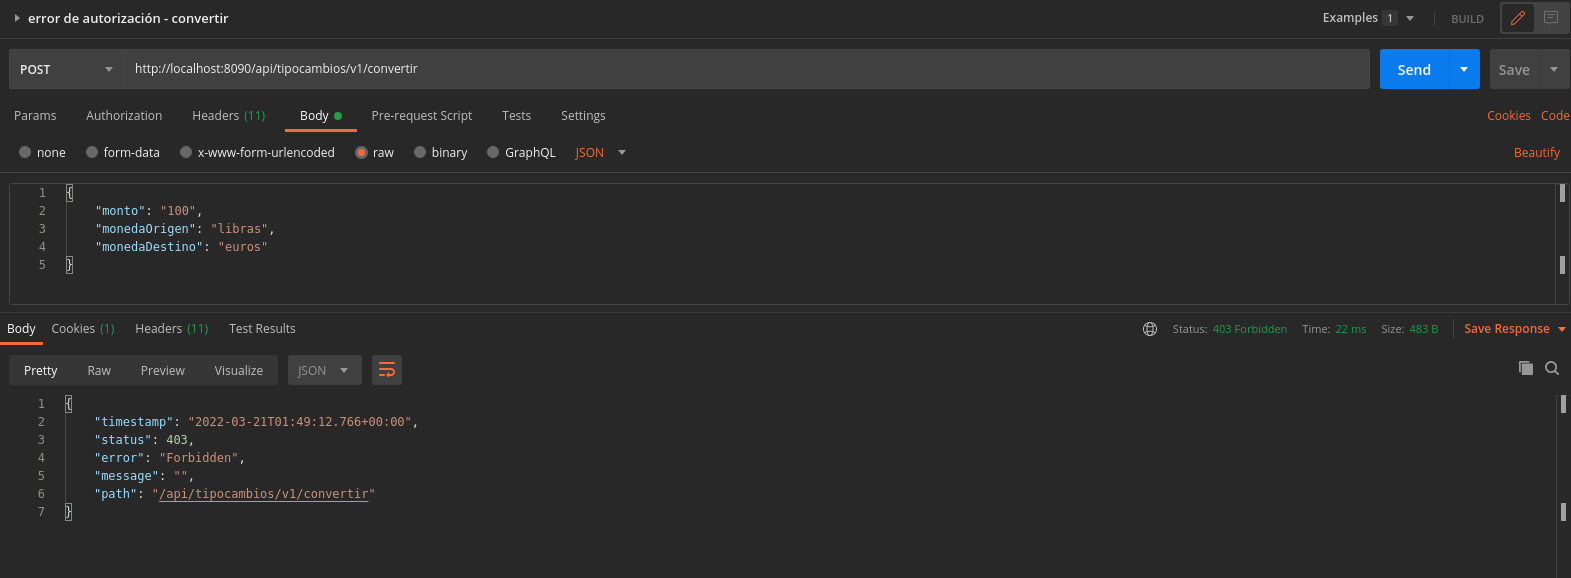 error de autorización - convertir
Examples 1 BUILD
POST http://localhost:8090/api/tipocambios/v1/convertir Send Save
Params Authorization Headers (11) Body Pre-request Script Tests Settings Cookies Code
none form-data x-www-form-urlencoded raw binary GraphQL JSON Beautify
1 {
2 "monto": "100",
3 "monedaOrigen": "libras",
4 "monedaDestino": "euros"
5 }
Body Cookies (1) Headers (11) Test Results Status: 403 Forbidden Time: 22 ms Size: 483 B Save Response
Pretty Raw Preview Visualize JSON
1 {
2 "timestamp": "2022-03-21T01:49:12.766+00:00",
3 "status": 403,
4 "error": "Forbidden",
5 "message": "",
6 "path": "/api/tipocambios/v1/convertir"
7 }